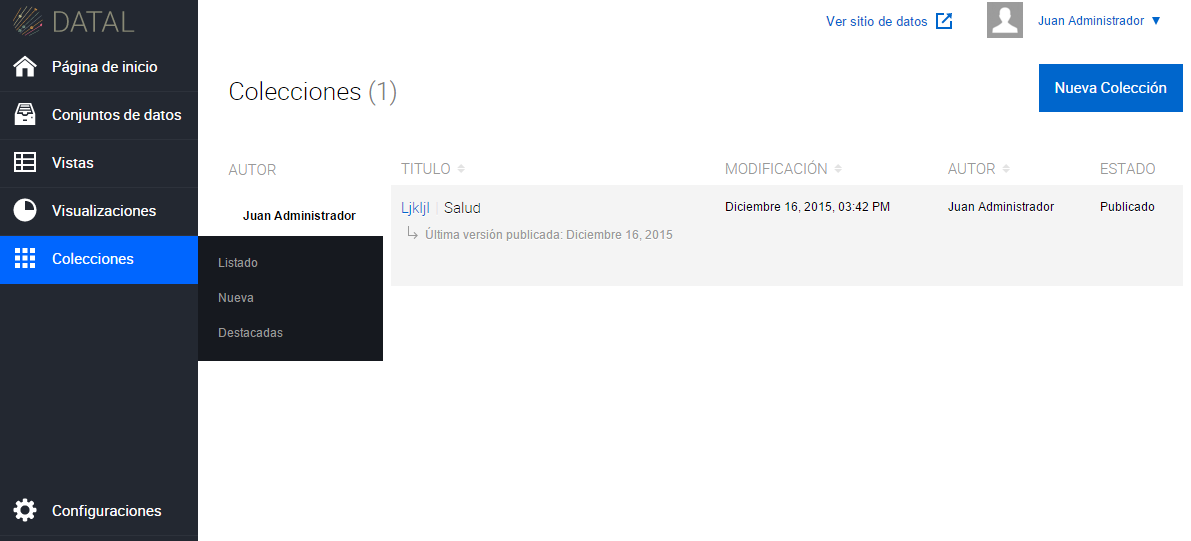 DATAL
Ver sitio de datos
Juan Administrador ▼
Página de inicio
Conjuntos de datos
Vistas
Visualizaciones
Colecciones
Listado
Nueva
Destacadas
Configuraciones
Colecciones (1)
Nueva Colección
AUTOR
Juan Administrador
TITULO MODIFICACIÓN AUTOR ESTADO
Ljkljl | Salud Diciembre 16, 2015, 03:42 PM Juan Administrador Publicado
Última versión publicada: Diciembre 16, 2015